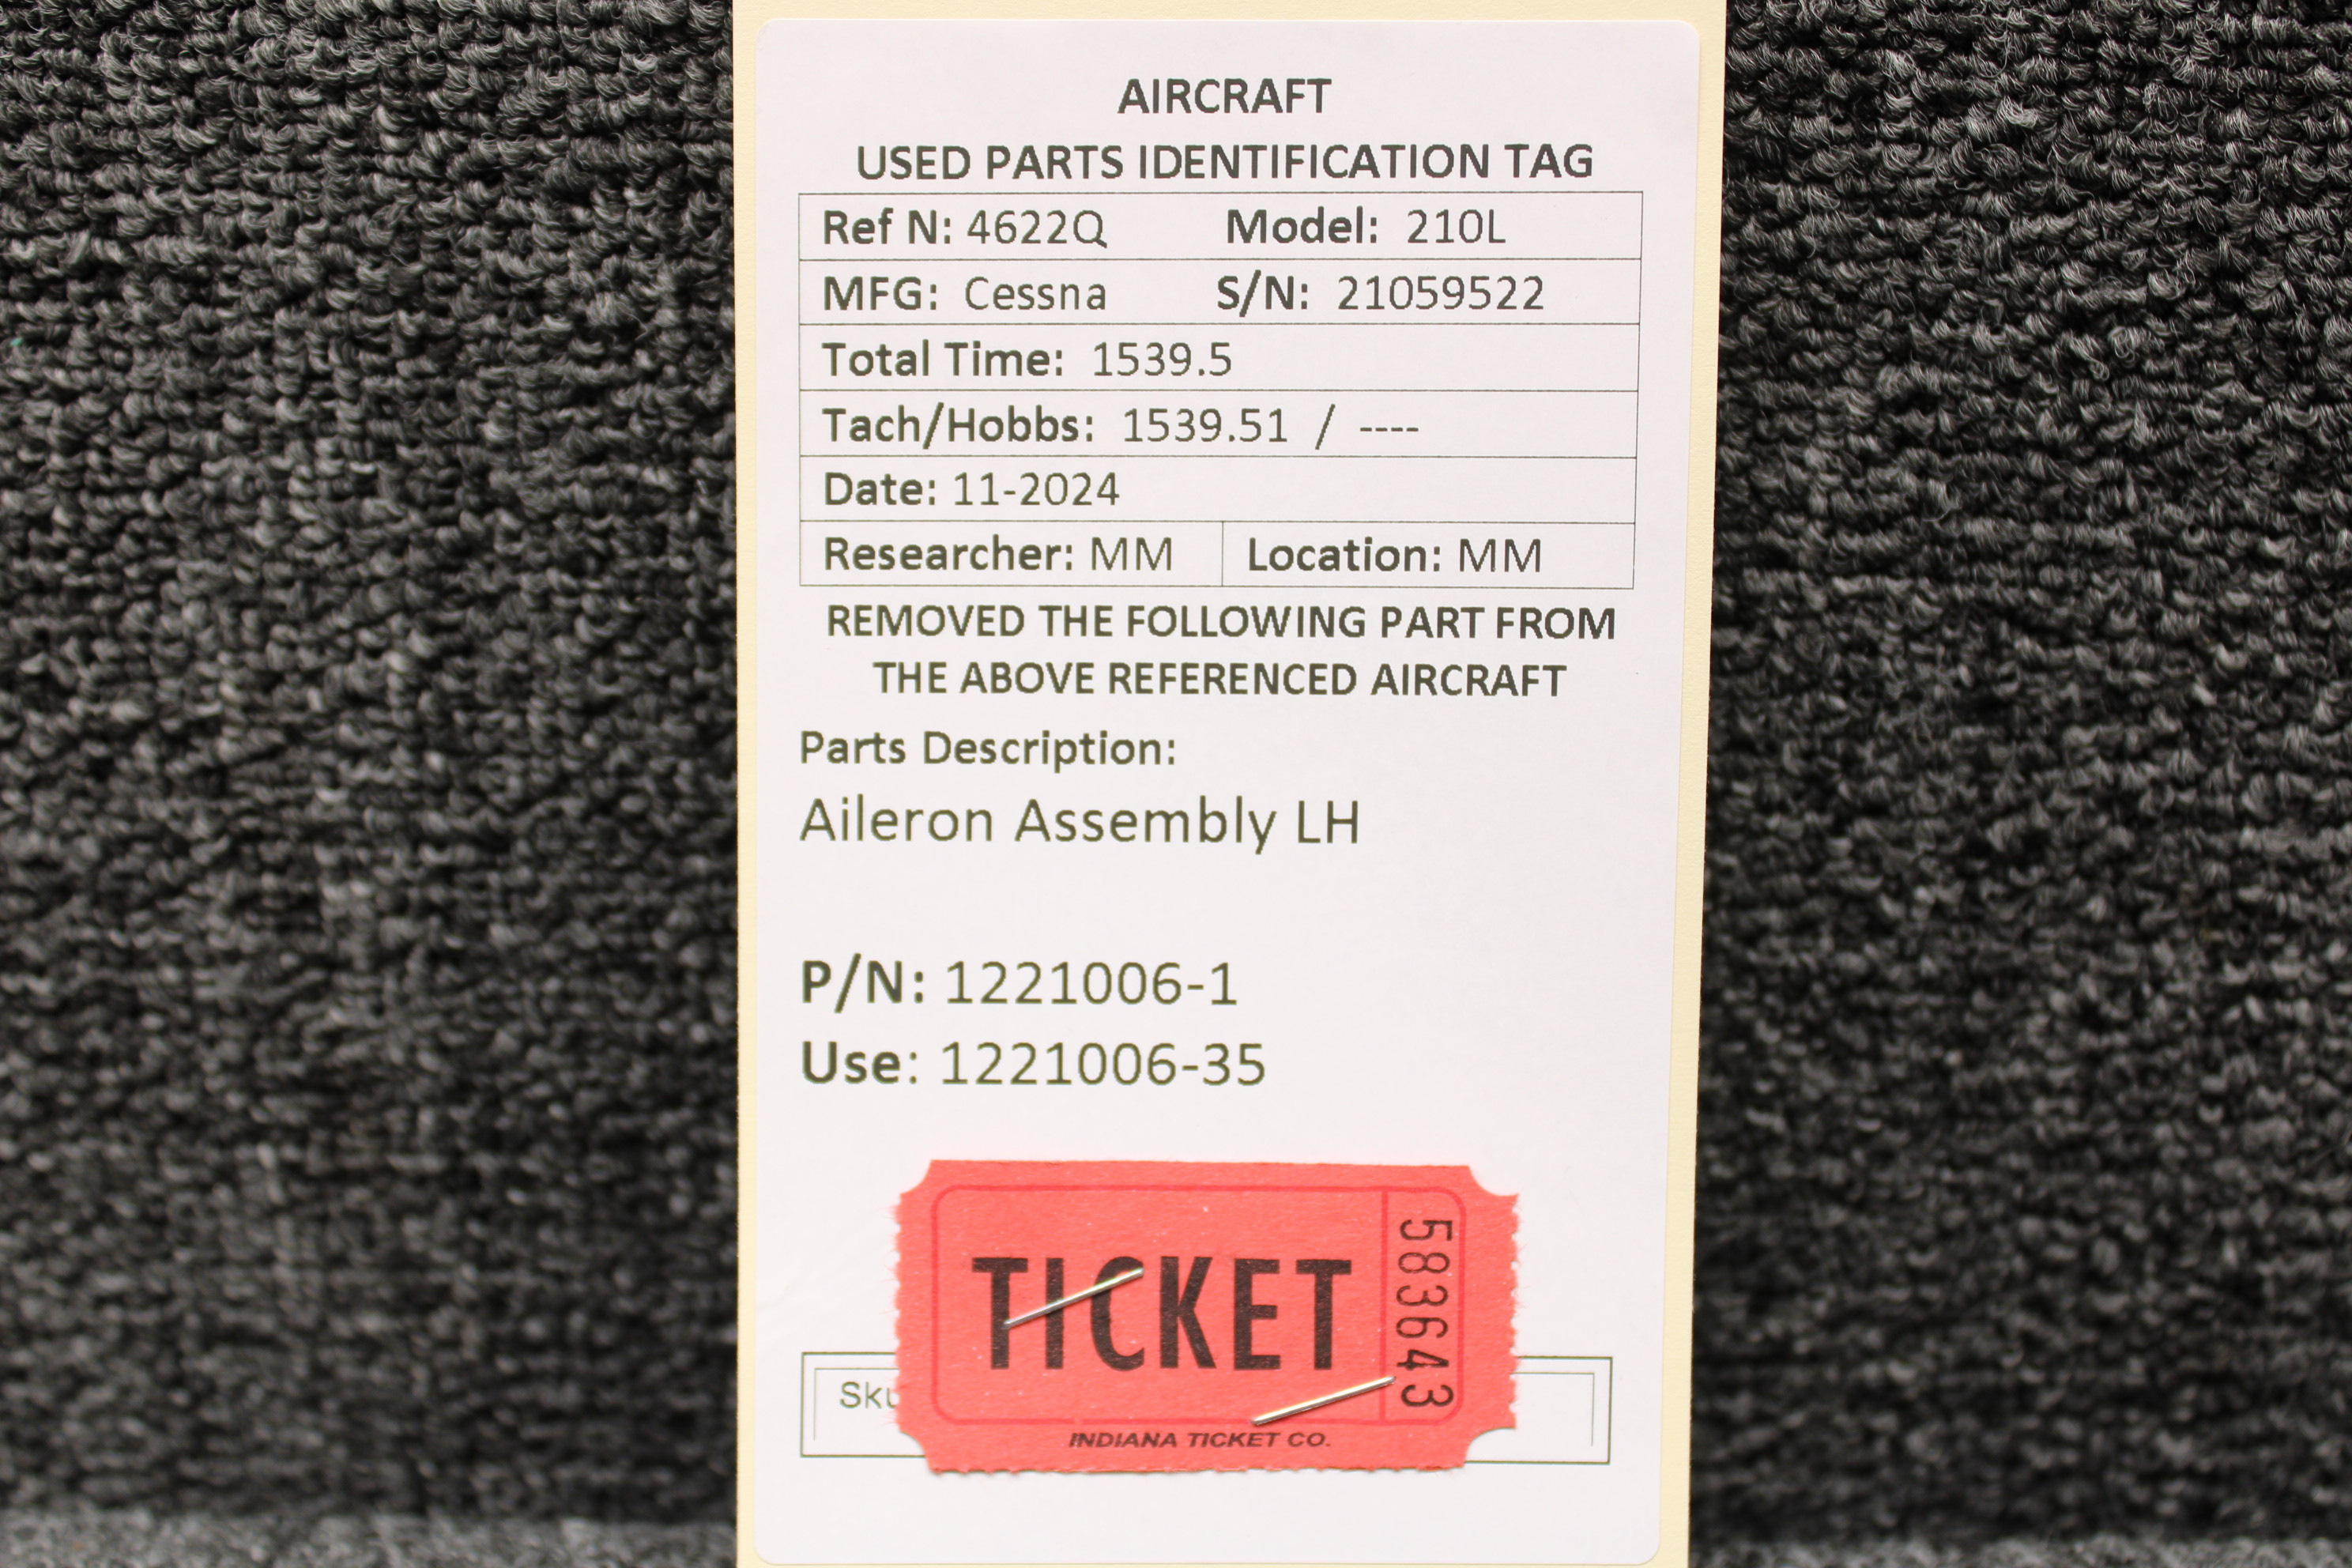 AIRCRAFT
USED PARTS IDENTIFICATION TAG
Ref N: 4622Q Model: 210L
MFG: Cessna S/N: 21059522
Total Time: 1539.5
Tach/Hobbs: 1539.51 / ----
Date: 11-2024
Researcher: MM Location: MM
REMOVED THE FOLLOWING PART FROM
THE ABOVE REFERENCED AIRCRAFT
Parts Description:
Aileron Assembly LH
P/N: 1221006-1
Use: 1221006-35
TICKET
583643
Sku
INDIANA TICKET CO.